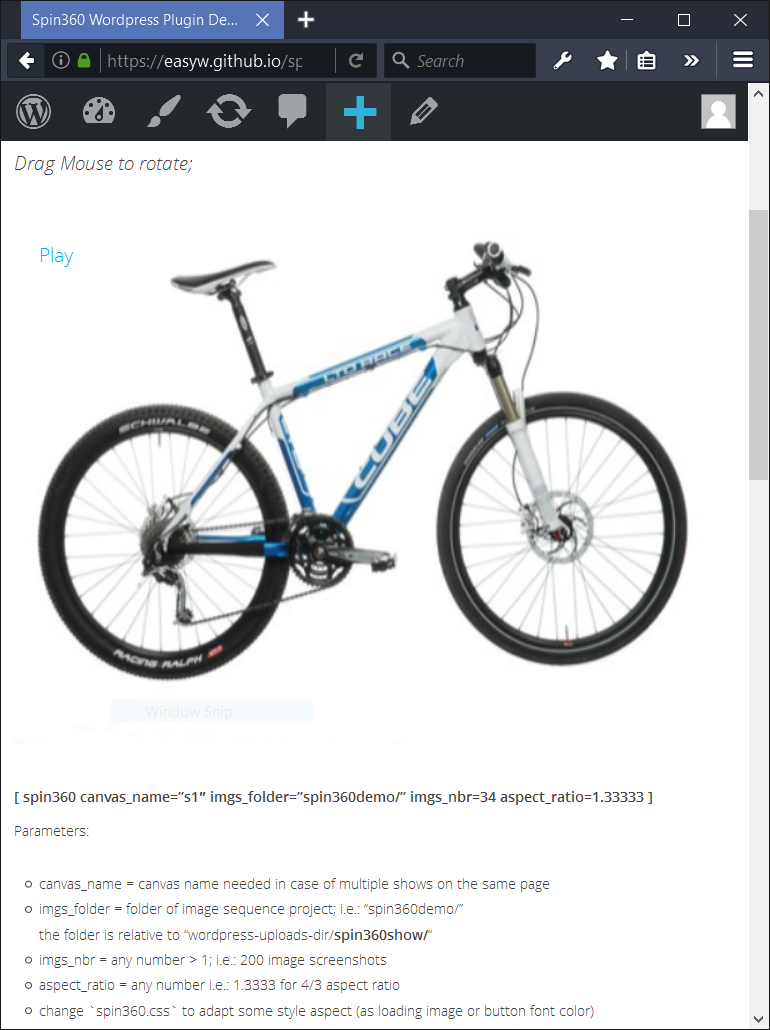 Spin360 Wordpress Plugin De...
https://easyw.github.io/sp
Search
Drag Mouse to rotate;
Play
LTD RACE
SCHWALBE
CUBE
RACING RALPH
Window Snip
[ spin360 canvas_name=”s1″ imgs_folder=”spin360demo/” imgs_nbr=34 aspect_ratio=1.33333 ]
Parameters:
canvas_name = canvas name needed in case of multiple shows on the same page
imgs_folder = folder of image sequence project; i.e.: “spin360demo/”
the folder is relative to “wordpress-uploads-dir/spin360show/“
imgs_nbr = any number > 1; i.e.: 200 image screenshots
aspect_ratio = any number i.e.: 1.3333 for 4/3 aspect ratio
change `spin360.css` to adapt some style aspect (as loading image or button font color)